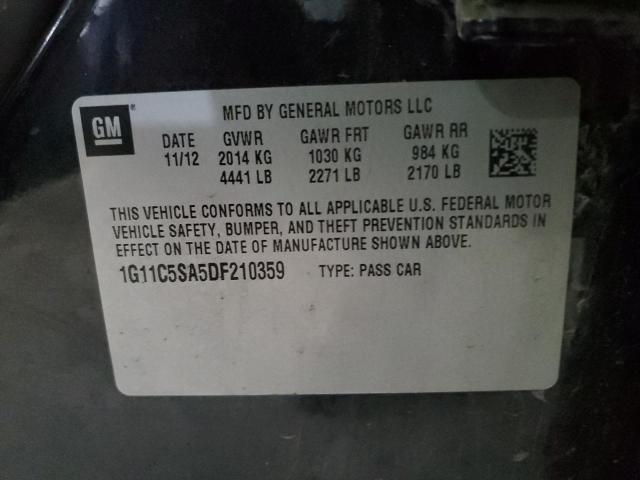 GM®
MFD BY GENERAL MOTORS LLC
DATE GVWR GAWR FRT GAWR RR
11/12 2014 KG 1030 KG 984 KG
4441 LB 2271 LB 2170 LB
THIS VEHICLE CONFORMS TO ALL APPLICABLE U.S. FEDERAL MOTOR
VEHICLE SAFETY, BUMPER, AND THEFT PREVENTION STANDARDS IN
EFFECT ON THE DATE OF MANUFACTURE SHOWN ABOVE.
1G11C5SA5DF210359 TYPE: PASS CAR